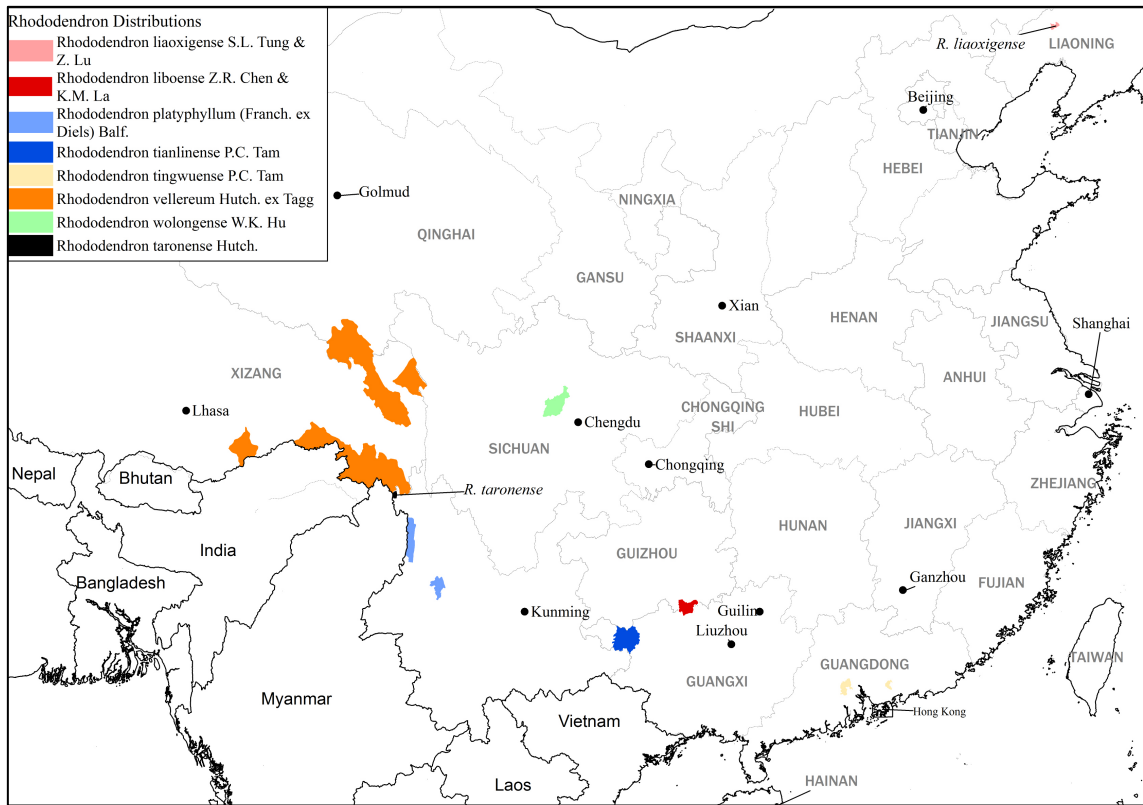 Rhododendron Distributions
Rhododendron liaoxigense S.L. Tung &
Z. Lu
Rhododendron liboense Z.R. Chen &
K.M. La
Rhododendron platyphyllum (Franch. ex
Diels) Balf.
Rhododendron tianlinense P.C. Tam
Rhododendron tingwuense P.C. Tam
Rhododendron vellereum Hutch. ex Tagg
Rhododendron wolongense W.K. Hu
Rhododendron taronense Hutch.
R. liaoxigense
LIAONING
Beijing
TIANJIN
HEBEI
Golmud
NINGXIA
QINGHAI
GANSU
Xian
SHAANXI
HENAN
JIANGSU
Shanghai
XIZANG
ANHUI
Lhasa
CHONGQING
SHI
HUBEI
Chengdu
SICHUAN
Chongqing
Nepal
Bhutan
ZHEJIANG
R. taronense
HUNAN
JIANGXI
India
GUIZHOU
Bangladesh
Ganzhou
FUJIAN
Kunming
Guilin
Liuzhou
TAIWAN
GUANGDONG
GUANGXI
Myanmar
Hong Kong
Vietnam
Laos
HAINAN